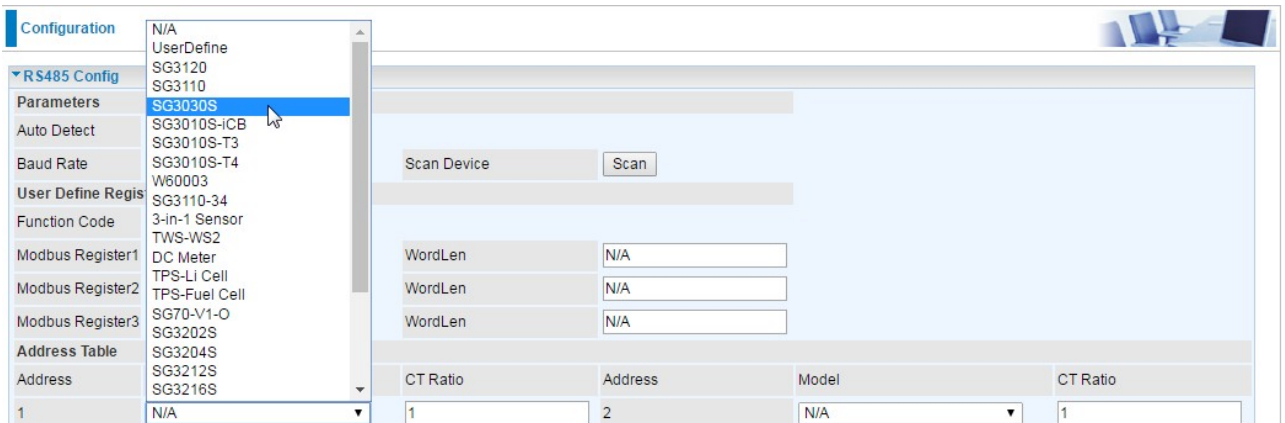 Configuration
N/A
UserDefine
SG3120
SG3110
SG3030S
SG3010S-iCB
SG3010S-T3
SG3010S-T4
W60003
SG3110-34
3-in-1 Sensor
TWS-WS2
DC Meter
TPS-Li Cell
TPS-Fuel Cell
SG70-V1-O
SG3202S
SG3204S
SG3212S
SG3216S
RS485 Config
Parameters
Auto Detect
Baud Rate Scan Device Scan
User Define Regis
Function Code
Modbus Register1 WordLen N/A
Modbus Register2 WordLen N/A
Modbus Register3 WordLen N/A
Address Table
Address CT Ratio Address Model CT Ratio
1 N/A 1 2 N/A 1